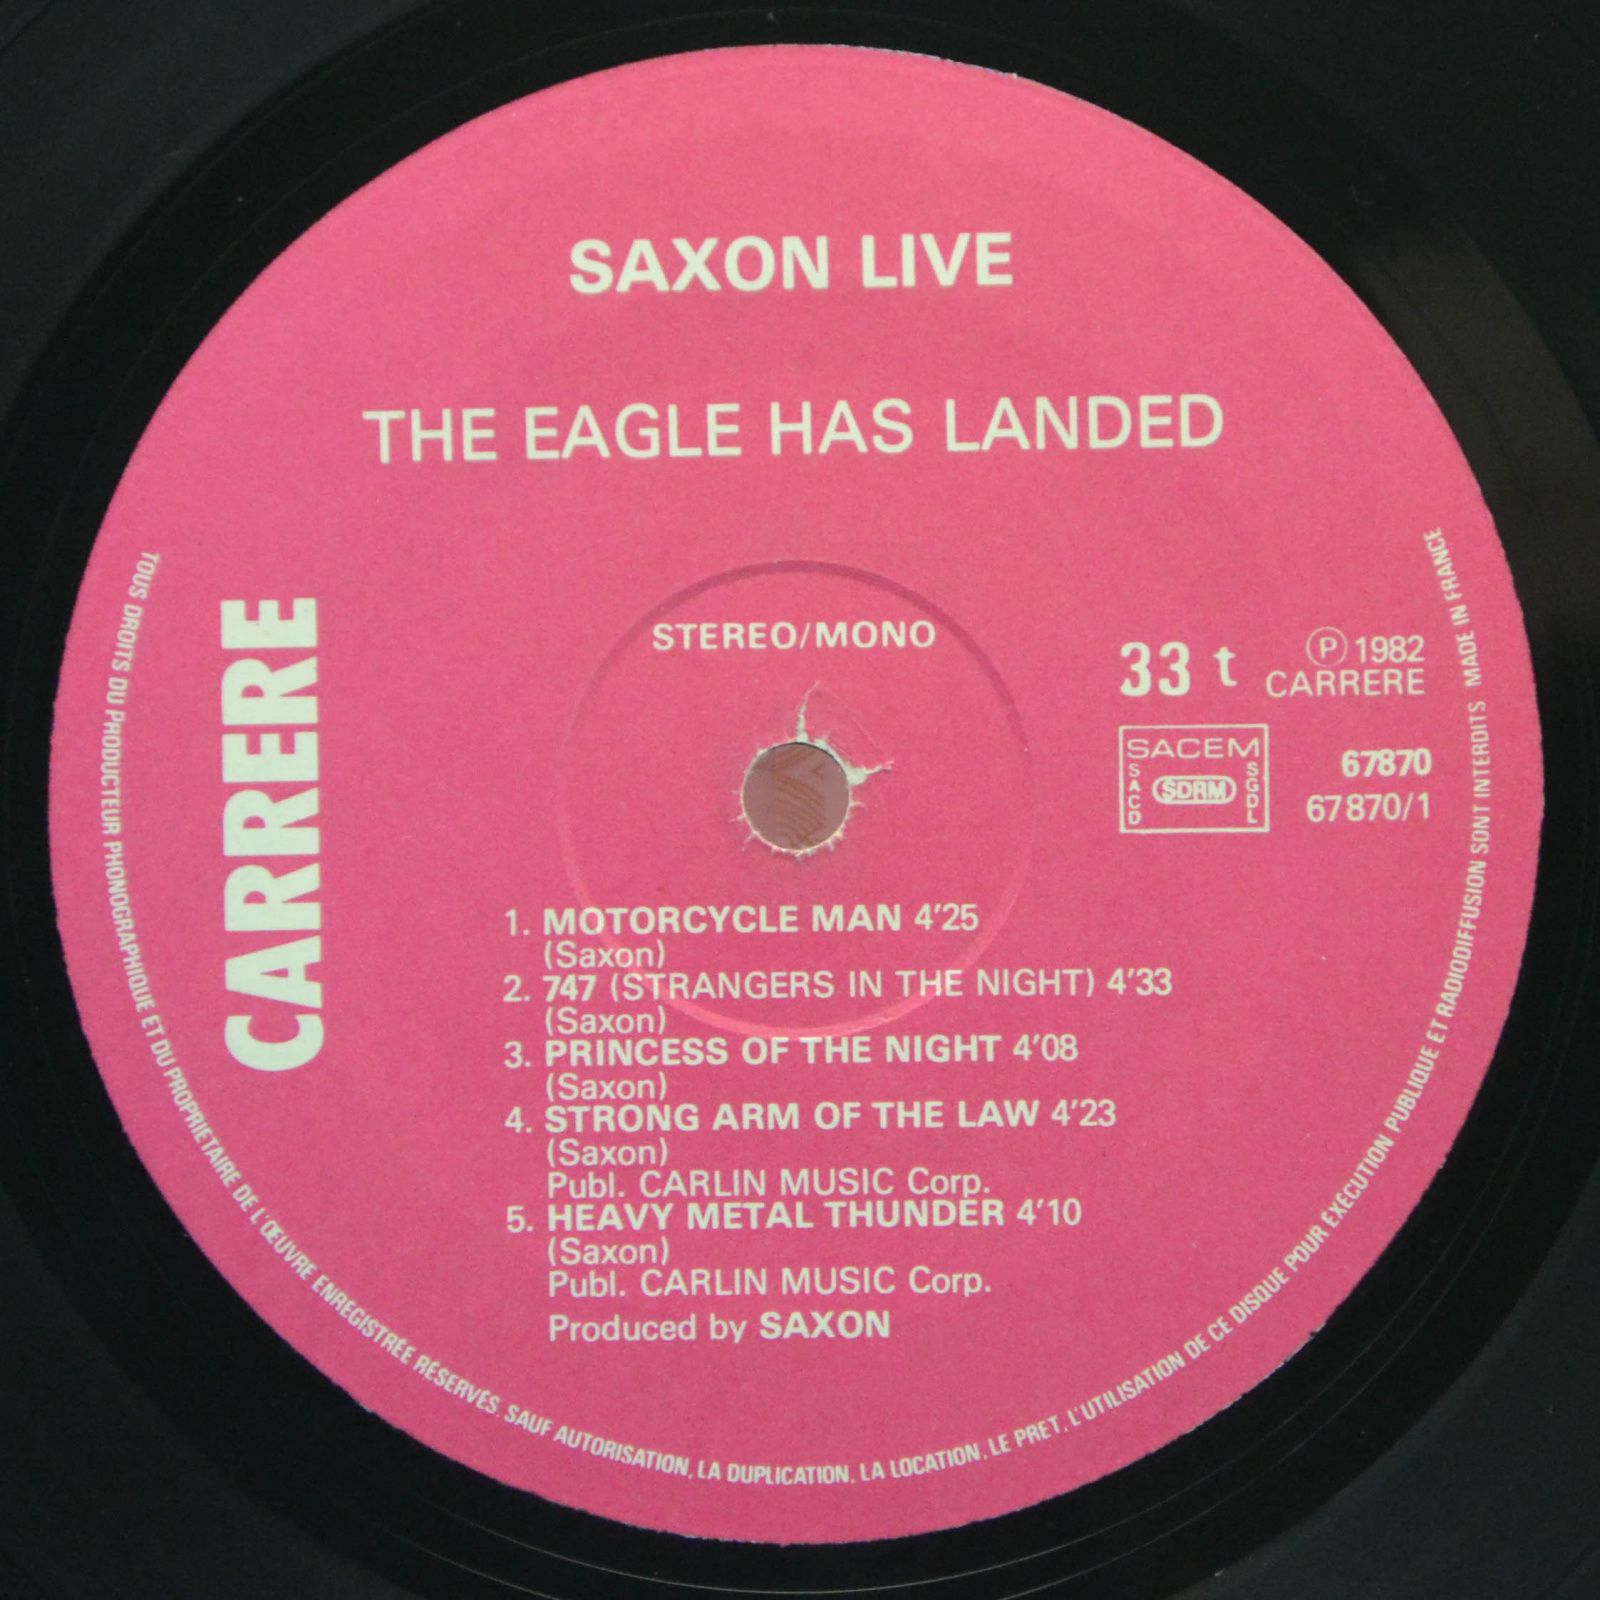 SAXON LIVE
THE EAGLE HAS LANDED
CARRERE
STEREO/MONO
33 t
Ⓟ 1982
CARRERE
SACEM
SACD
SDRM
SGDL
67870
67870/1
1. MOTORCYCLE MAN 4'25
(Saxon)
2. 747 (STRANGERS IN THE NIGHT) 4'33
(Saxon)
3. PRINCESS OF THE NIGHT 4'08
(Saxon)
4. STRONG ARM OF THE LAW 4'23
(Saxon)
Publ. CARLIN MUSIC Corp.
5. HEAVY METAL THUNDER 4'10
(Saxon)
Publ. CARLIN MUSIC Corp.
Produced by SAXON
TOUS DROITS DU PRODUCTEUR PHONOGRAPHIQUE ET DU PROPRIETAIRE DE L'ŒUVRE ENREGISTRÉE RÉSERVÉS. SAUF AUTORISATION, LA DUPLICATION, LA LOCATION, LE PRET, L'UTILISATION DE CE DISQUE POUR EXÉCUTION PUBLIQUE ET RADIODIFFUSION SONT INTERDITS MADE IN FRANCE